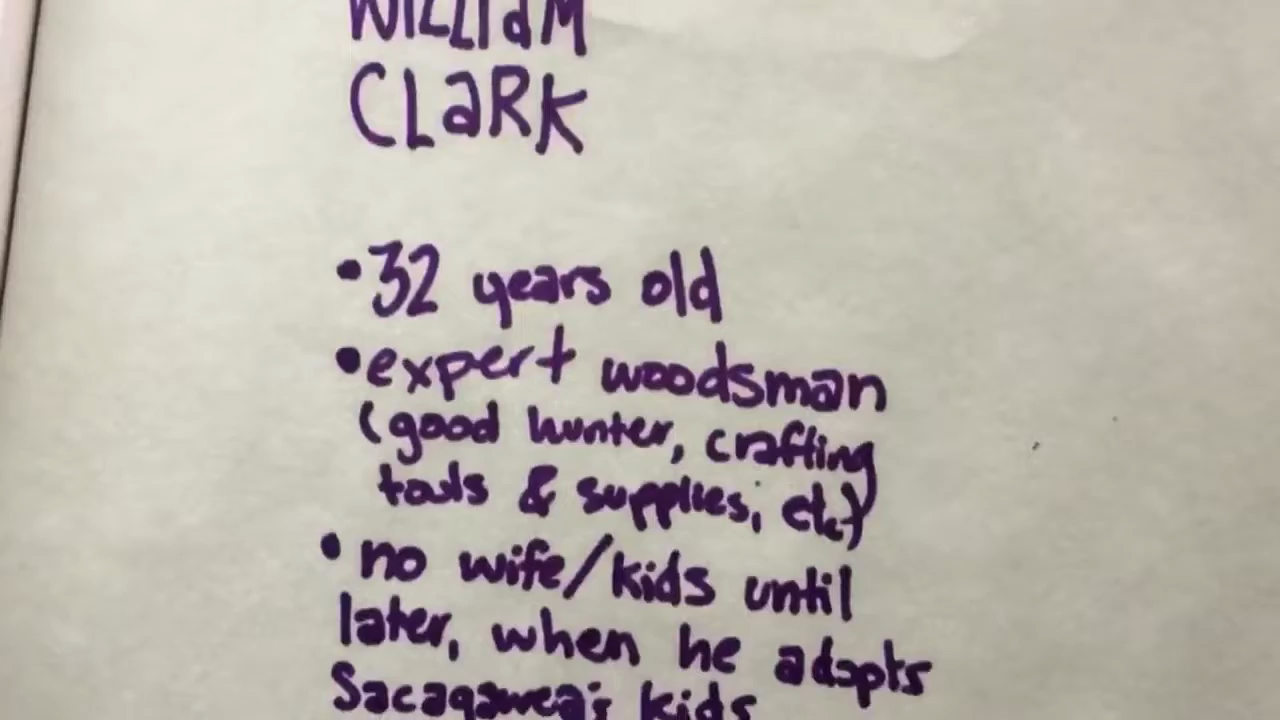 WILLIaM
CLaRK
•32 years old
•expert woodsman
(good hunter, crafting
tools & supplies, etc.)
•no wife/kids until
later, when he adopts
Sacagawea's kids